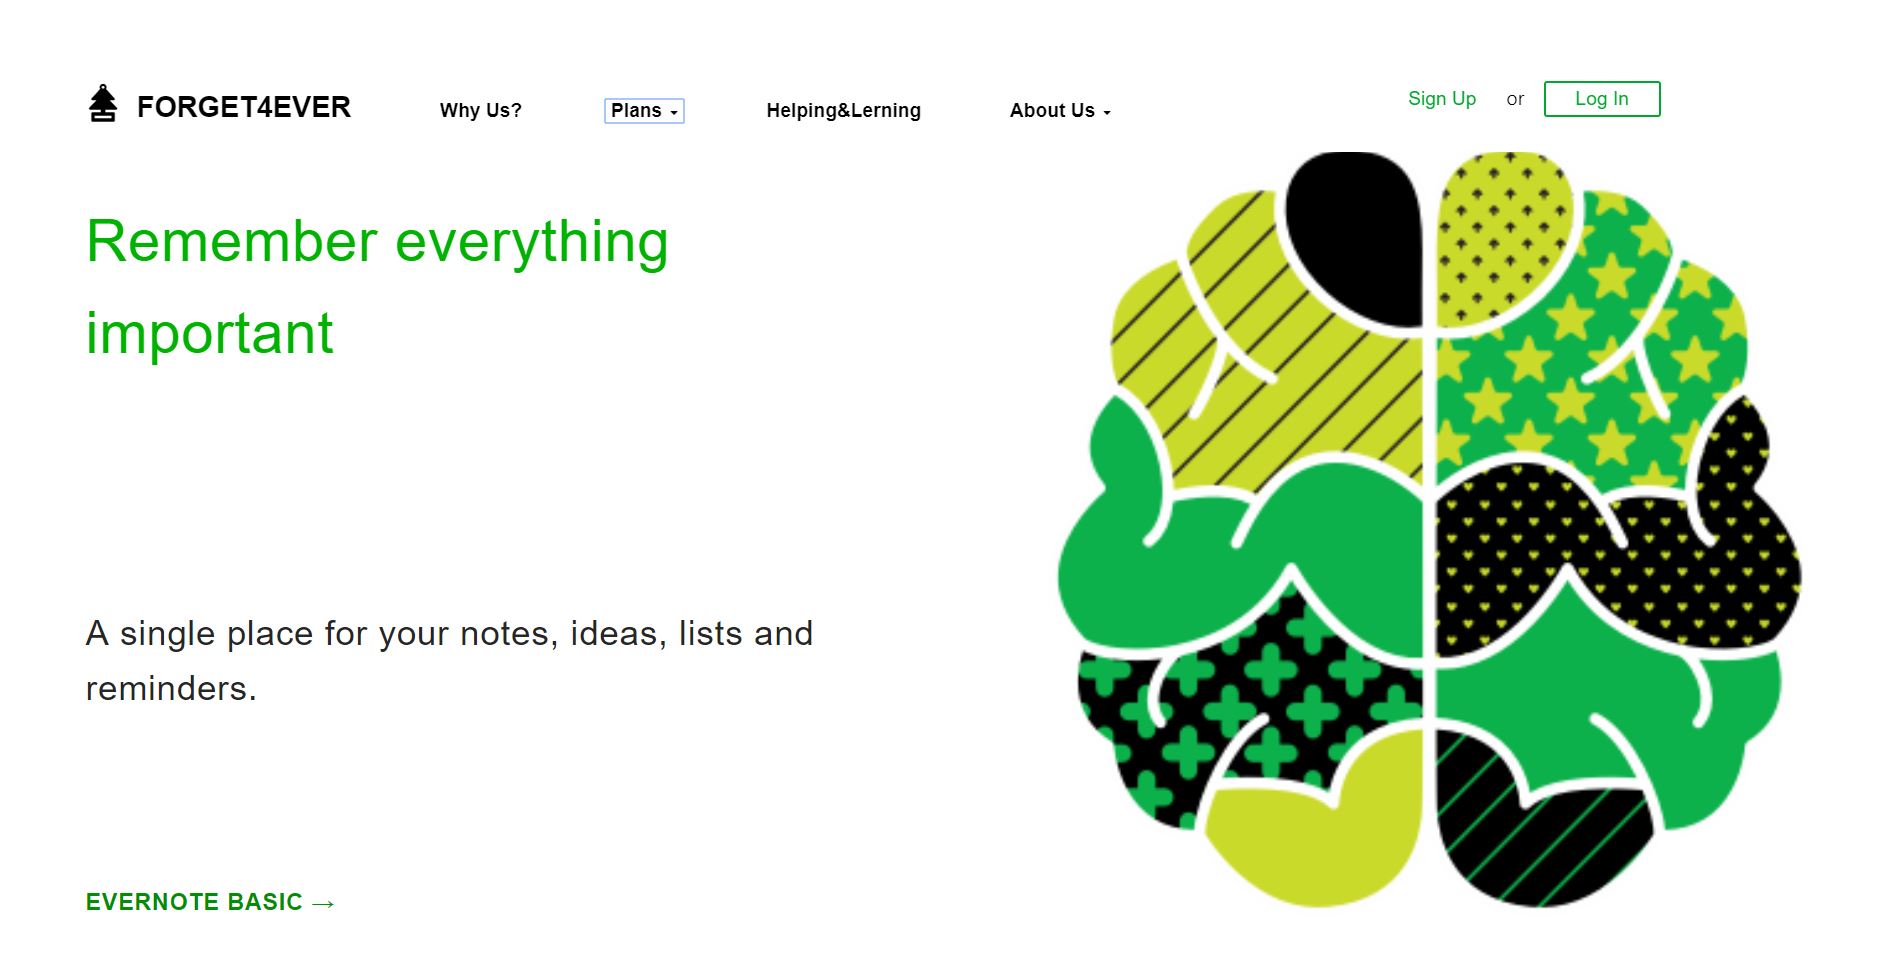 FORGET4EVER
Why Us?
Plans
Helping&Lerning
About Us
Sign Up or Log In
Remember everything
important
A single place for your notes, ideas, lists and
reminders.
EVERNOTE BASIC →